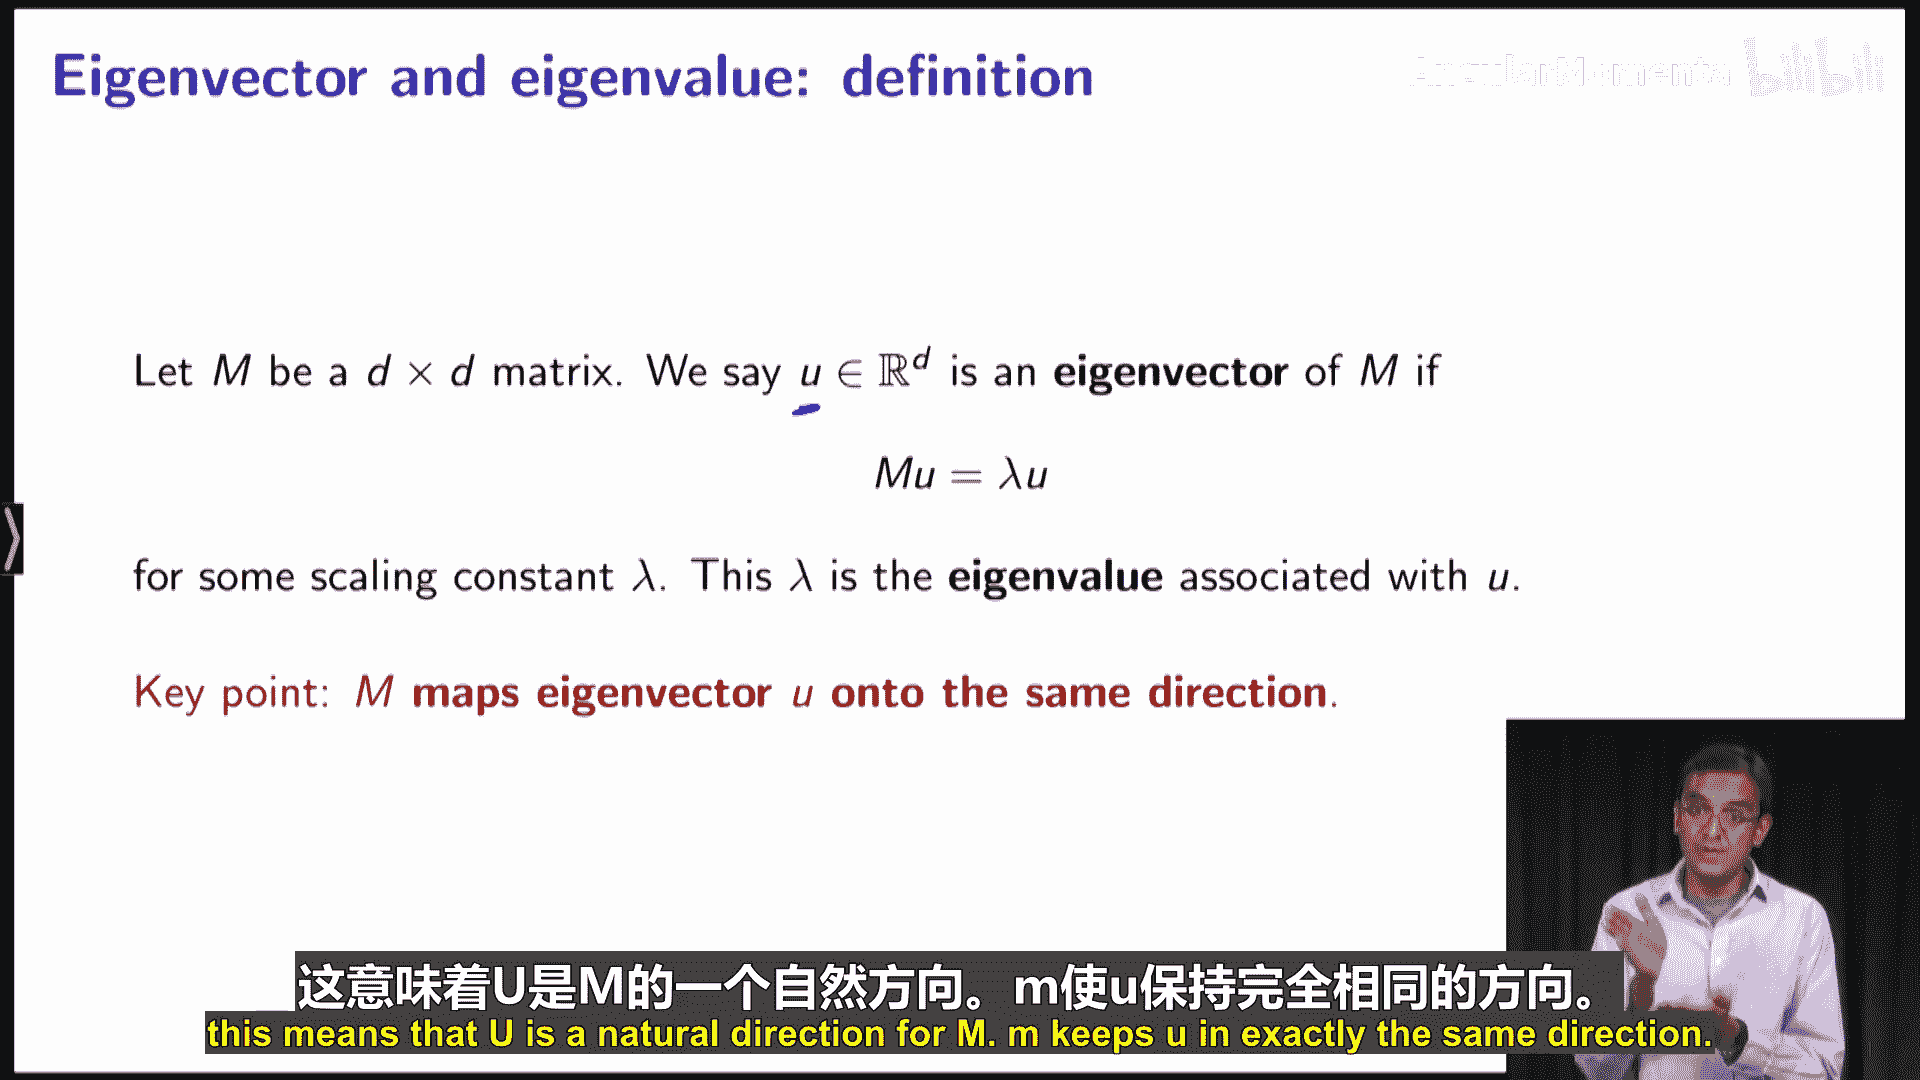 Eigenvector and eigenvalue: definition
bilibili
Let M be a d × d matrix. We say u ∈ ℝᵈ is an eigenvector of M if
Mu = λu
for some scaling constant λ. This λ is the eigenvalue associated with u.
Key point: M maps eigenvector u onto the same direction.
这意味着U是M的一个自然方向。m使u保持完全相同的方向。
this means that U is a natural direction for M. m keeps u in exactly the same direction.